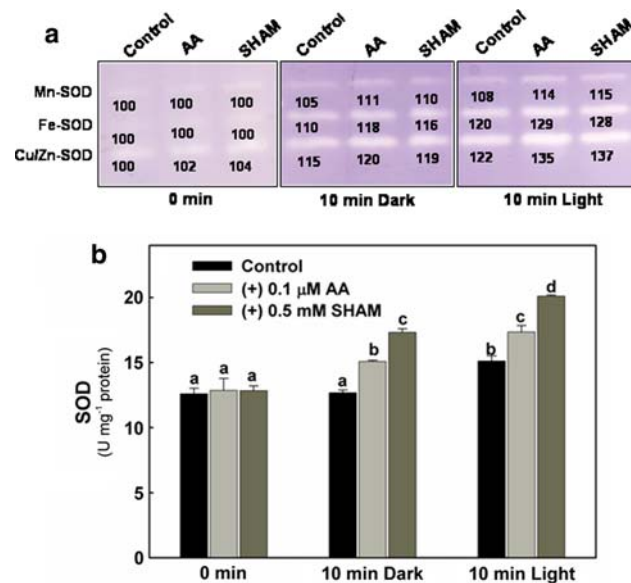 a
Control AA SHAM Control AA SHAM Control AA SHAM
Mn-SOD 100 100 100 105 111 110 108 114 115
Fe-SOD 100 100 100 110 118 116 120 129 128
Cu/Zn-SOD 100 102 104 115 120 119 122 135 137
0 min 10 min Dark 10 min Light
b
Control
(+) 0.1 µM AA
(+) 0.5 mM SHAM
SOD
(U mg⁻¹ protein)
20
15
10
5
0
a a a a b c b c d
0 min 10 min Dark 10 min Light